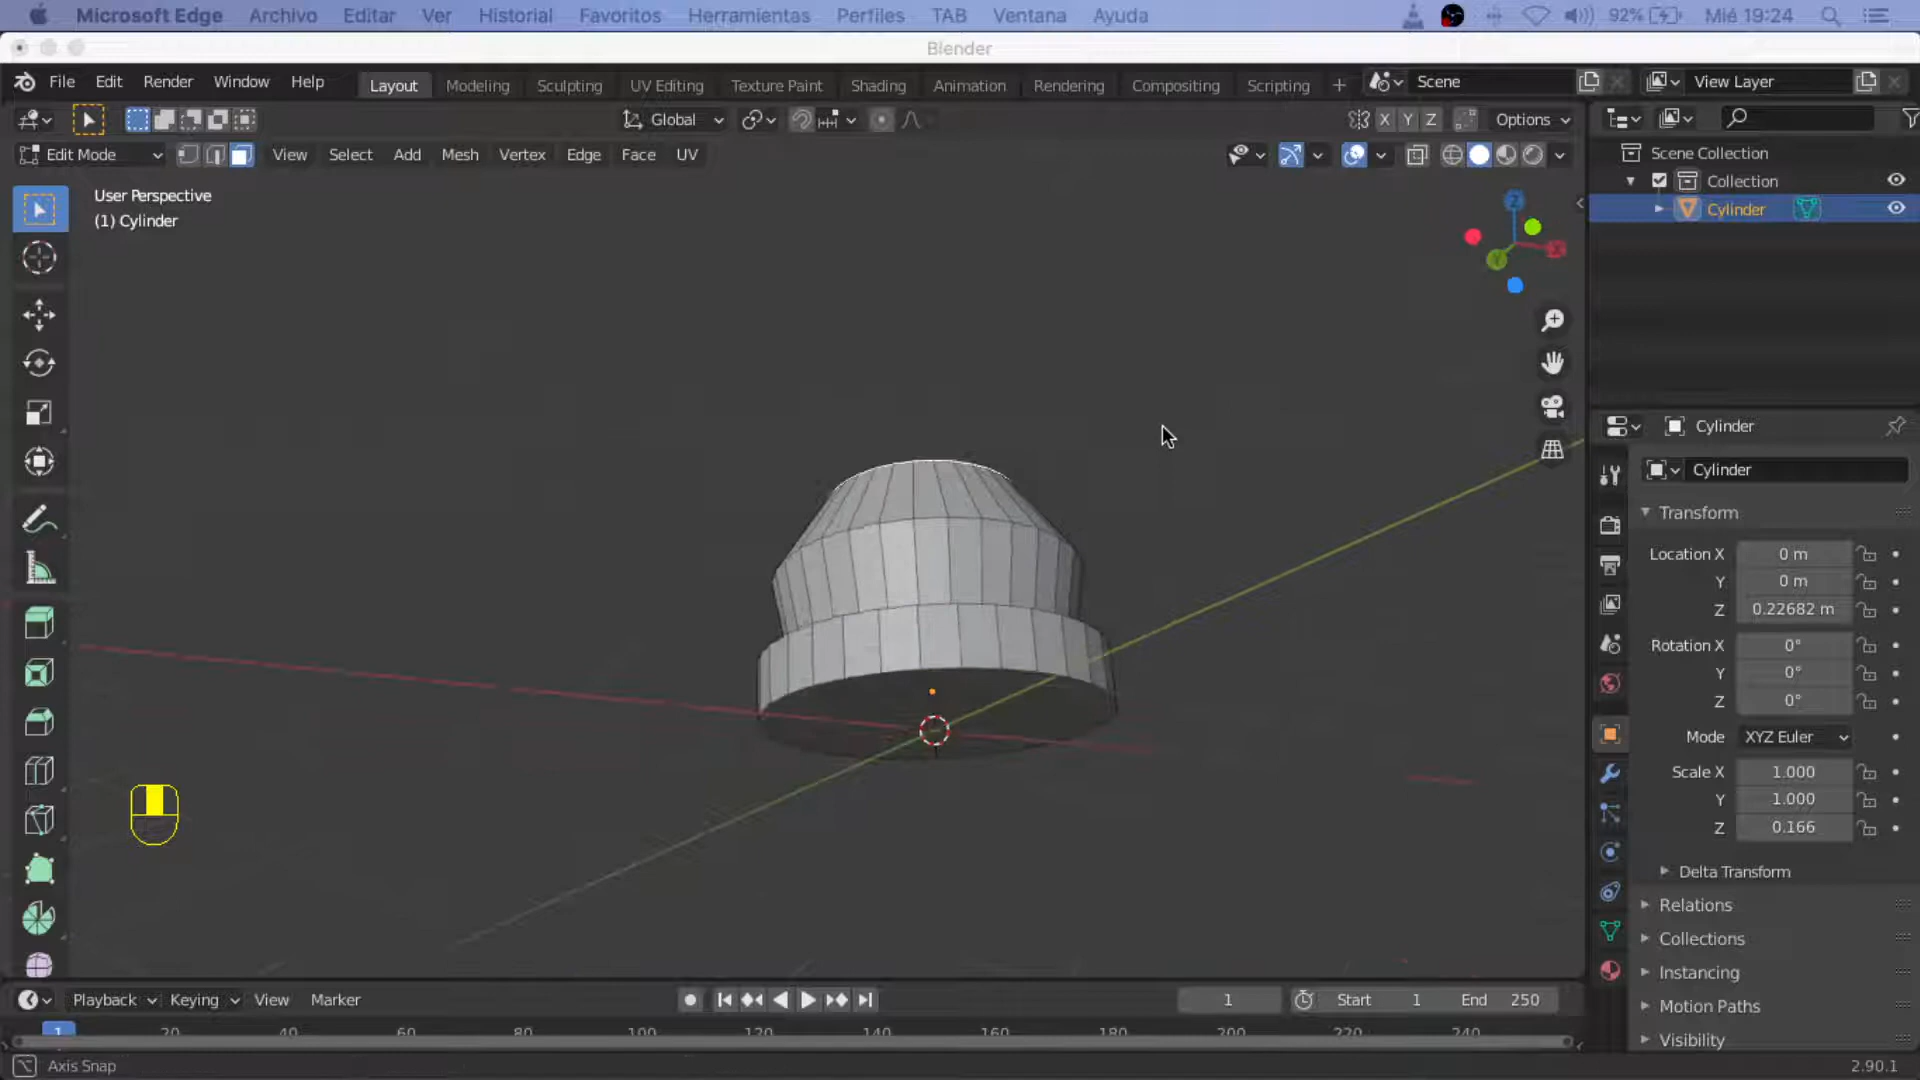 Microsoft Edge Archivo Editar Ver Historial Favoritos Herramientas Perfiles TAB Ventana Ayuda 92% Mié 19:24
Blender
File Edit Render Window Help Layout Modeling Sculpting UV Editing Texture Paint Shading Animation Rendering Compositing Scripting + Scene View Layer
Global X Y Z Options
Edit Mode View Select Add Mesh Vertex Edge Face UV
Scene Collection
Collection
Cylinder
User Perspective
(1) Cylinder
Z
X
Y
Cylinder
Cylinder
Transform
Location X 0 m
Y 0 m
Z 0.22682 m
Rotation X 0°
Y 0°
Z 0°
Mode XYZ Euler
Scale X 1.000
Y 1.000
Z 0.166
Delta Transform
Relations
Collections
Instancing
Motion Paths
Visibility
Playback Keying View Marker 1 Start 1 End 250
1 20 40 60 80 100 120 140 160 180 200 220 240
Axis Snap 2.90.1